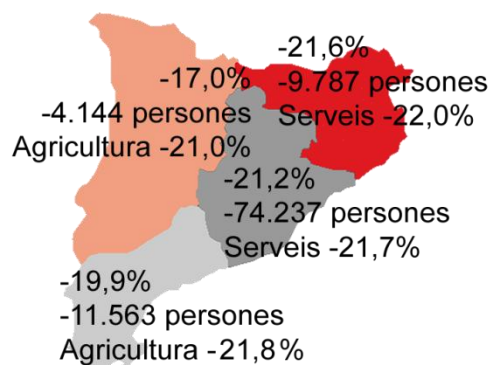 -17,0%
-4.144 persones
Agricultura -21,0%
-21,6%
-9.787 persones
Serveis -22,0%
-21,2%
-74.237 persones
Serveis -21,7%
-19,9%
-11.563 persones
Agricultura -21,8%